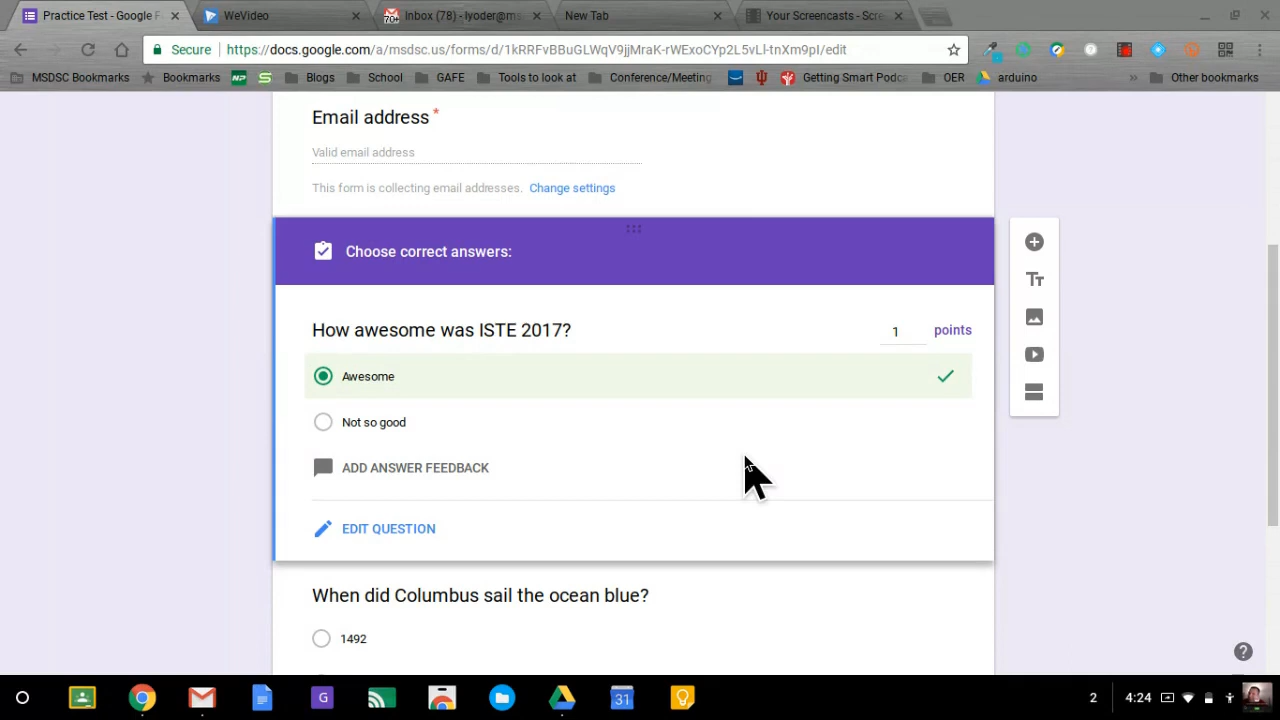 Practice Test - Google F
WeVideo
Inbox (78) - lyoder@ms
New Tab
Your Screencasts - Scre
Secure
https://docs.google.com/a/msdsc.us/forms/d/1kRRFvBBuGLWqV9jjMraK-rWExoCYp2L5vLl-tnXm9pI/edit
MSDSC Bookmarks
Bookmarks
NP
S
Blogs
School
GAFE
Tools to look at
Conference/Meeting
Getting Smart Podca
OER
arduino
»
Other bookmarks
Email address *
Valid email address
This form is collecting email addresses. Change settings
Choose correct answers:
How awesome was ISTE 2017?
1 points
Awesome
Not so good
ADD ANSWER FEEDBACK
EDIT QUESTION
When did Columbus sail the ocean blue?
1492
Tт
?
G
31
2
4:24